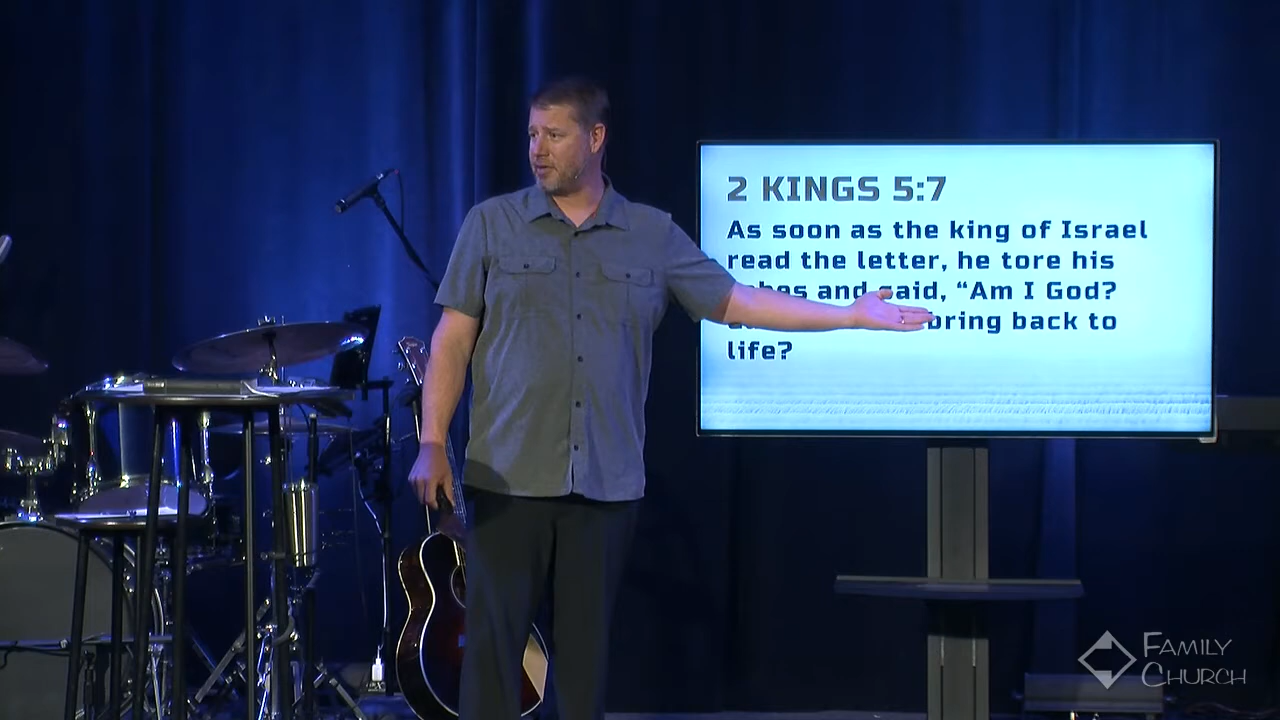 2 KINGS 5:7
As soon as the king of Israel
read the letter, he tore his
and said, “Am I God?
bring back to
life?
FAMILY
CHURCH